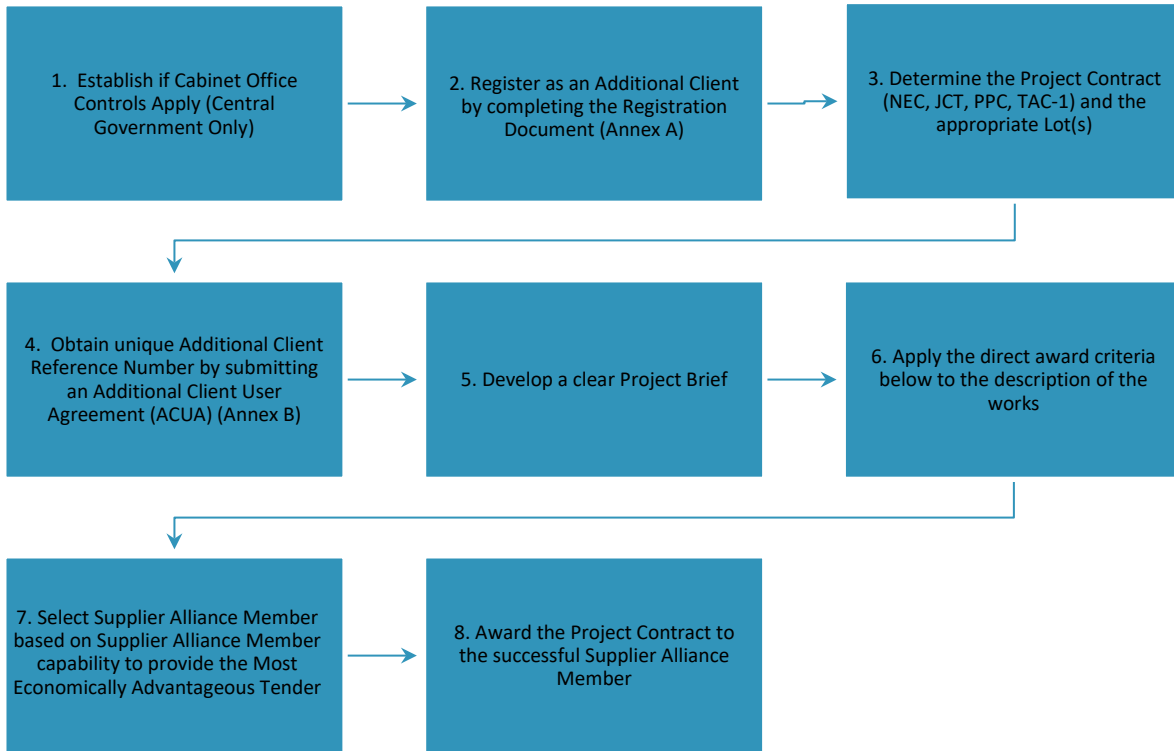 1. Establish if Cabinet Office
Controls Apply (Central
Government Only)
2. Register as an Additional Client
by completing the Registration
Document (Annex A)
3. Determine the Project Contract
(NEC, JCT, PPC, TAC-1) and the
appropriate Lot(s)
4. Obtain unique Additional Client
Reference Number by submitting
an Additional Client User
Agreement (ACUA) (Annex B)
5. Develop a clear Project Brief
6. Apply the direct award criteria
below to the description of the
works
7. Select Supplier Alliance Member
based on Supplier Alliance Member
capability to provide the Most
Economically Advantageous Tender
8. Award the Project Contract to
the successful Supplier Alliance
Member